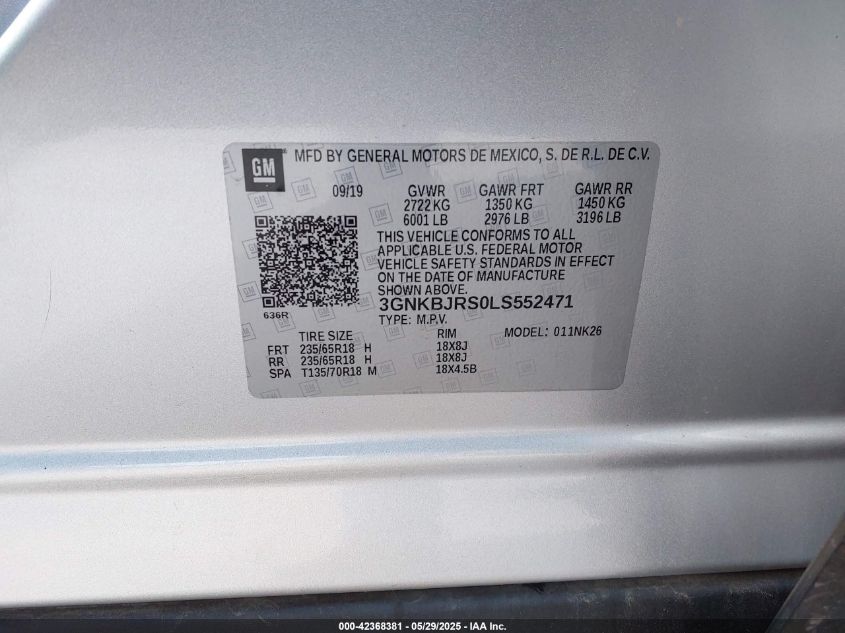 GM
MFD BY GENERAL MOTORS DE MEXICO, S. DE R.L. DE C.V.
09/19 GVWR GAWR FRT GAWR RR
2722 KG 1350 KG 1450 KG
6001 LB 2976 LB 3196 LB
THIS VEHICLE CONFORMS TO ALL
APPLICABLE U.S. FEDERAL MOTOR
VEHICLE SAFETY STANDARDS IN EFFECT
ON THE DATE OF MANUFACTURE
SHOWN ABOVE.
3GNKBJRS0LS552471
636R
TYPE: M.P.V.
TIRE SIZE RIM MODEL: 011NK26
FRT 235/65R18 H 18X8J
RR 235/65R18 H 18X8J
SPA T135/70R18 M 18X4.5B
000-42368381 - 05/29/2025 - IAA Inc.